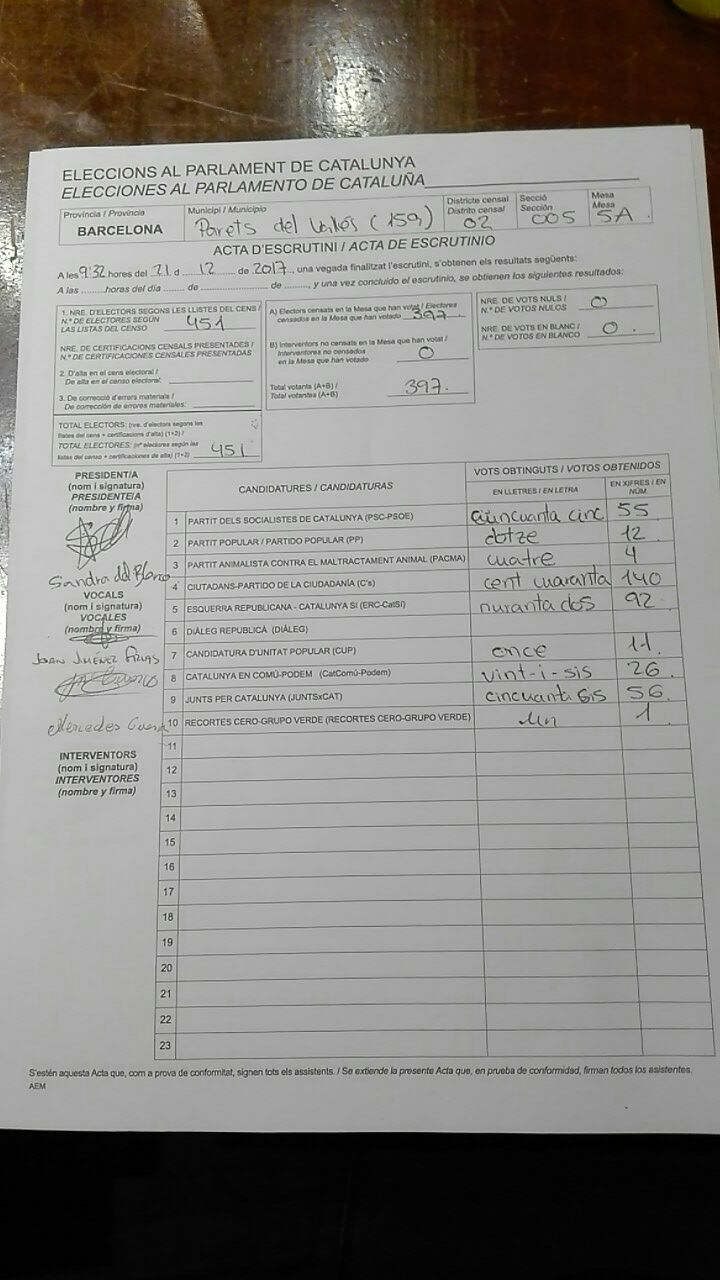 ELECCIONS AL PARLAMENT DE CATALUNYA
ELECCIONES AL PARLAMENTO DE CATALUÑA
Província / Provincia
BARCELONA
Municipi / Municipio
Parets del Vallés (159)
Districte censal
Distrito censal
02
Secció
Sección
005
Mesa
Mesa
5A
ACTA D'ESCRUTINI / ACTA DE ESCRUTINIO
A les 9:32 hores del 21 d 12 de 2017, una vegada finalitzat l'escrutini, s'obtenen els resultats següents:
A las ......... horas del día ....... de .................... de ........, y una vez concluido el escrutinio, se obtienen los siguientes resultados:
1. NRE. D'ELECTORS SEGONS LES LLISTES DEL CENS /
N.º DE ELECTORES SEGÚN
LAS LISTAS DEL CENSO 451
NRE. DE CERTIFICACIONS CENSALS PRESENTADES /
N.º DE CERTIFICACIONES CENSALES PRESENTADAS
2. D'alta en el cens electoral /
De alta en el censo electoral:
3. De correcció d'errors materials /
De corrección de errores materiales:
TOTAL ELECTORS: (nre. d'electors segons les
llistes del cens + certificacions d'alta) (1+2) /
TOTAL ELECTORES: (nº electores según las
listas del censo + certificaciones de alta) (1+2) 451
A) Electors censats en la Mesa que han votat / Electores
censados en la Mesa que han votado 397
B) Interventors no censats en la Mesa que han votat /
Interventores no censados
en la Mesa que han votado 0
Total votants (A+B) /
Total votantes (A+B) 397
NRE. DE VOTS NULS /
N.º DE VOTOS NULOS 0
NRE. DE VOTS EN BLANC /
N.º DE VOTOS EN BLANCO 0
PRESIDENT/A
(nom i signatura)
PRESIDENTE/A
(nombre y firma)
Sandra del Blanco
VOCALS
(nom i signatura)
VOCALES
(nombre y firma)
JOAN JIMÉNEZ
Mercedes
INTERVENTORS
(nom i signatura)
INTERVENTORES
(nombre y firma)
CANDIDATURES / CANDIDATURAS
VOTS OBTINGUTS / VOTOS OBTENIDOS
EN LLETRES / EN LETRA
EN XIFRES / EN NÚM.
1 PARTIT DELS SOCIALISTES DE CATALUNYA (PSC-PSOE) cinc 55
2 PARTIT POPULAR / PARTIDO POPULAR (PP) dotze 12
3 PARTIT ANIMALISTA CONTRA EL MALTRACTAMENT ANIMAL (PACMA) cuatre 4
4 CIUTADANS-PARTIDO DE LA CIUDADANÍA (C's) cent cuaranta 140
5 ESQUERRA REPUBLICANA - CATALUNYA SÍ (ERC-CatSí) nuranta dos 92
6 DIÀLEG REPUBLICÀ (DIÀLEG)
7 CANDIDATURA D'UNITAT POPULAR (CUP) once 11
8 CATALUNYA EN COMÚ-PODEM (CatComú-Podem) vint-i-sis 26
9 JUNTS PER CATALUNYA (JUNTSxCAT) cincuanta sis 56
10 RECORTES CERO-GRUPO VERDE (RECORTES CERO-GRUPO VERDE) un 1
11
12
13
14
15
16
17
18
19
20
21
22
23
S'estén aquesta Acta que, com a prova de conformitat, signen tots els assistents. / Se extiende la presente Acta que, en prueba de conformidad, firman todos los asistentes.
AEM